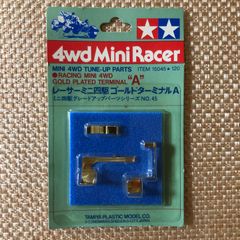 4wd Mini Racer
MINI 4WD TUNE-UP PARTS
ITEM 15045 ★ 120
●RACING MINI 4WD
GOLD PLATED TERMINAL "A"
レーサーミニ四駆 ゴールドターミナルA
ミニ四駆グレードアップパーツシリーズ NO.45
TAMIYA PLASTIC MODEL CO.